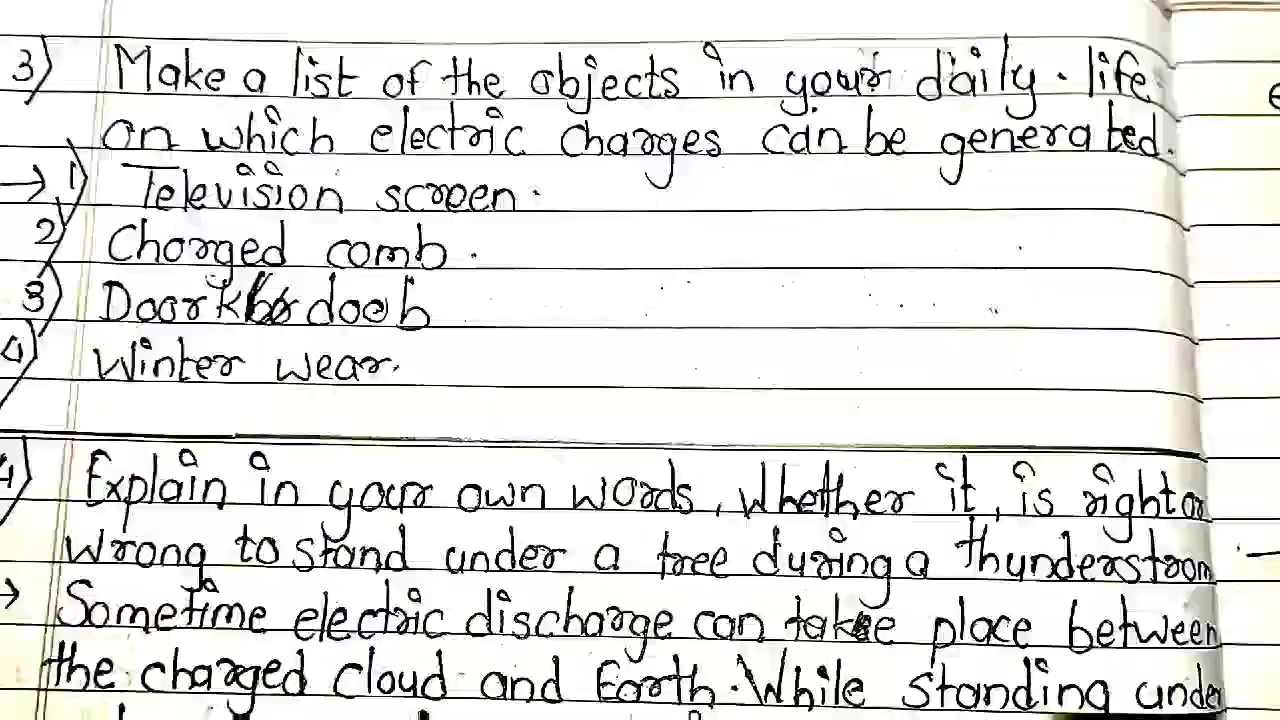 3) Make a list of the objects in your daily. life
on which electric charges can be generated.
→ 1) Television screen.
2) Charged comb.
3) Door doob
4) Winter wear.
4) Explain in your own words, whether it, is right or
wrong to stand under a tree during a thunderstrom
→ Sometime electric discharge can take place between
the charged cloud and Earth. While standing under